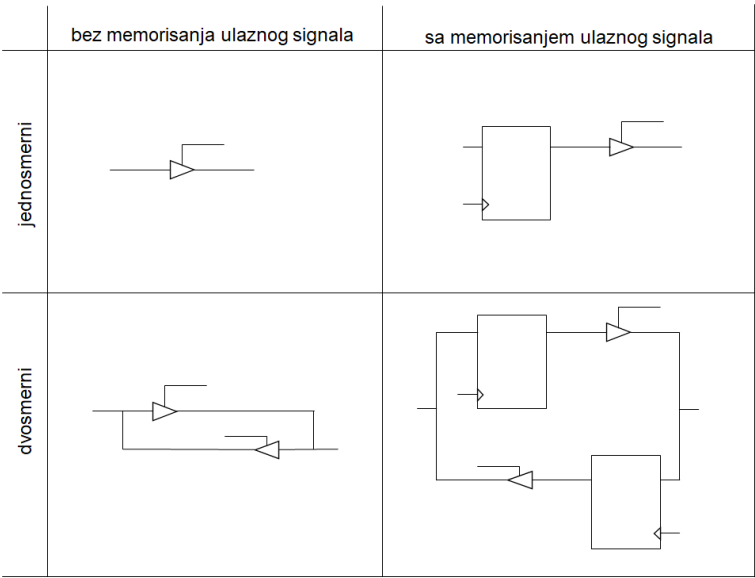 bez memorisanja ulaznog signala
sa memorisanjem ulaznog signala
jednosmerni
dvosmerni